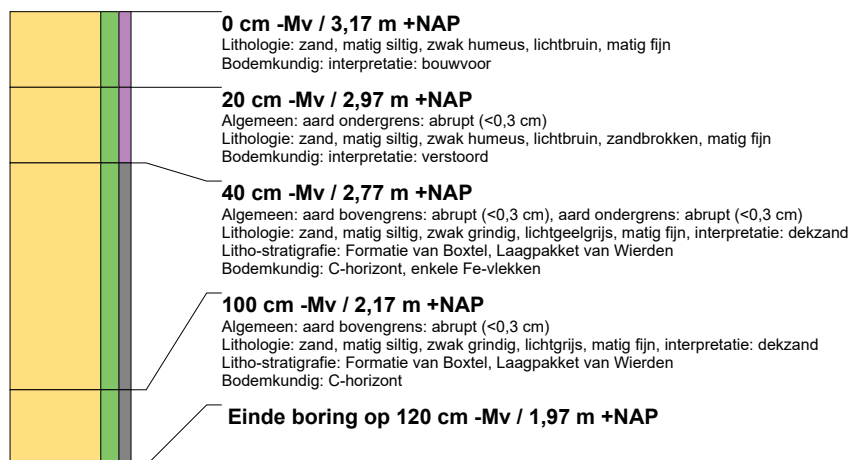 0 cm -Mv / 3,17 m +NAP
Lithologie: zand, matig siltig, zwak humeus, lichtbruin, matig fijn
Bodemkundig: interpretatie: bouwvoor
20 cm -Mv / 2,97 m +NAP
Algemeen: aard ondergrens: abrupt (<0,3 cm)
Lithologie: zand, matig siltig, zwak humeus, lichtbruin, zandbrokken, matig fijn
Bodemkundig: interpretatie: verstoord
40 cm -Mv / 2,77 m +NAP
Algemeen: aard bovengrens: abrupt (<0,3 cm), aard ondergrens: abrupt (<0,3 cm)
Lithologie: zand, matig siltig, zwak grindig, lichtgeelgrijs, matig fijn, interpretatie: dekzand
Litho-stratigrafie: Formatie van Boxtel, Laagpakket van Wierden
Bodemkundig: C-horizont, enkele Fe-vlekken
100 cm -Mv / 2,17 m +NAP
Algemeen: aard bovengrens: abrupt (<0,3 cm)
Lithologie: zand, matig siltig, zwak grindig, lichtgrijs, matig fijn, interpretatie: dekzand
Litho-stratigrafie: Formatie van Boxtel, Laagpakket van Wierden
Bodemkundig: C-horizont
Einde boring op 120 cm -Mv / 1,97 m +NAP